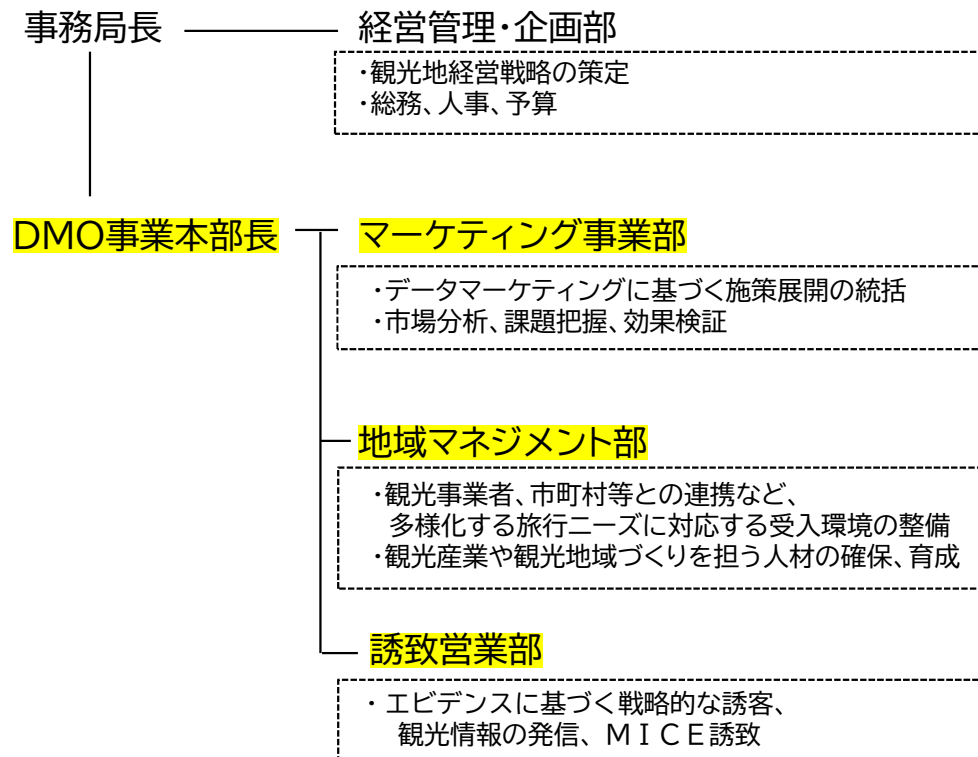 事務局長
経営管理・企画部
・観光地経営戦略の策定
・総務、人事、予算
DMO事業本部長
マーケティング事業部
・データマーケティングに基づく施策展開の統括
・市場分析、課題把握、効果検証
地域マネジメント部
・観光事業者、市町村等との連携など、
多様化する旅行ニーズに対応する受入環境の整備
・観光産業や観光地域づくりを担う人材の確保、育成
誘致営業部
・エビデンスに基づく戦略的な誘客、
観光情報の発信、ＭＩＣＥ誘致